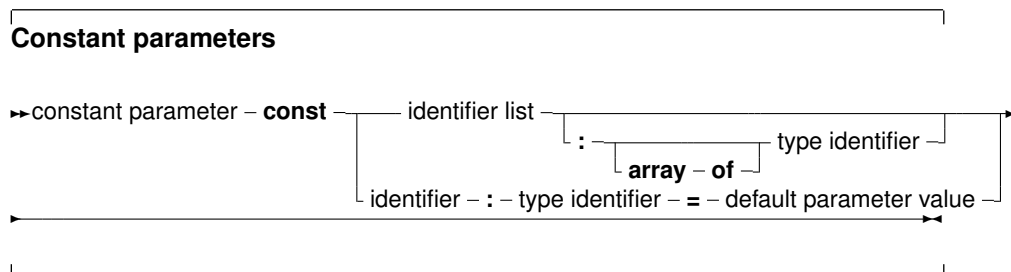 Constant parameters
constant parameter const identifier list
: type identifier
array of
identifier : type identifier = default parameter value